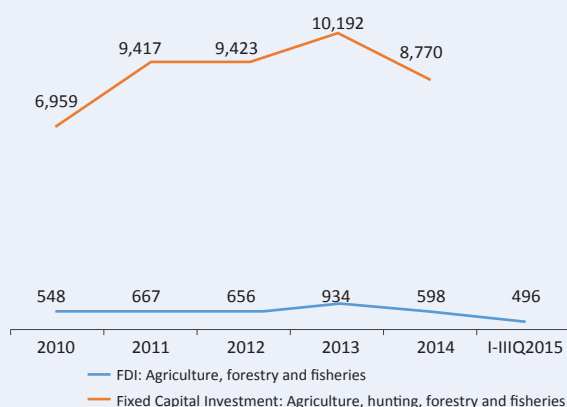 10,192
9,417 9,423 8,770
6,959
548 667 656 934 598 496
2010 2011 2012 2013 2014 I-IIIQ2015
FDI: Agriculture, forestry and fisheries
Fixed Capital Investment: Agriculture, hunting, forestry and fisheries